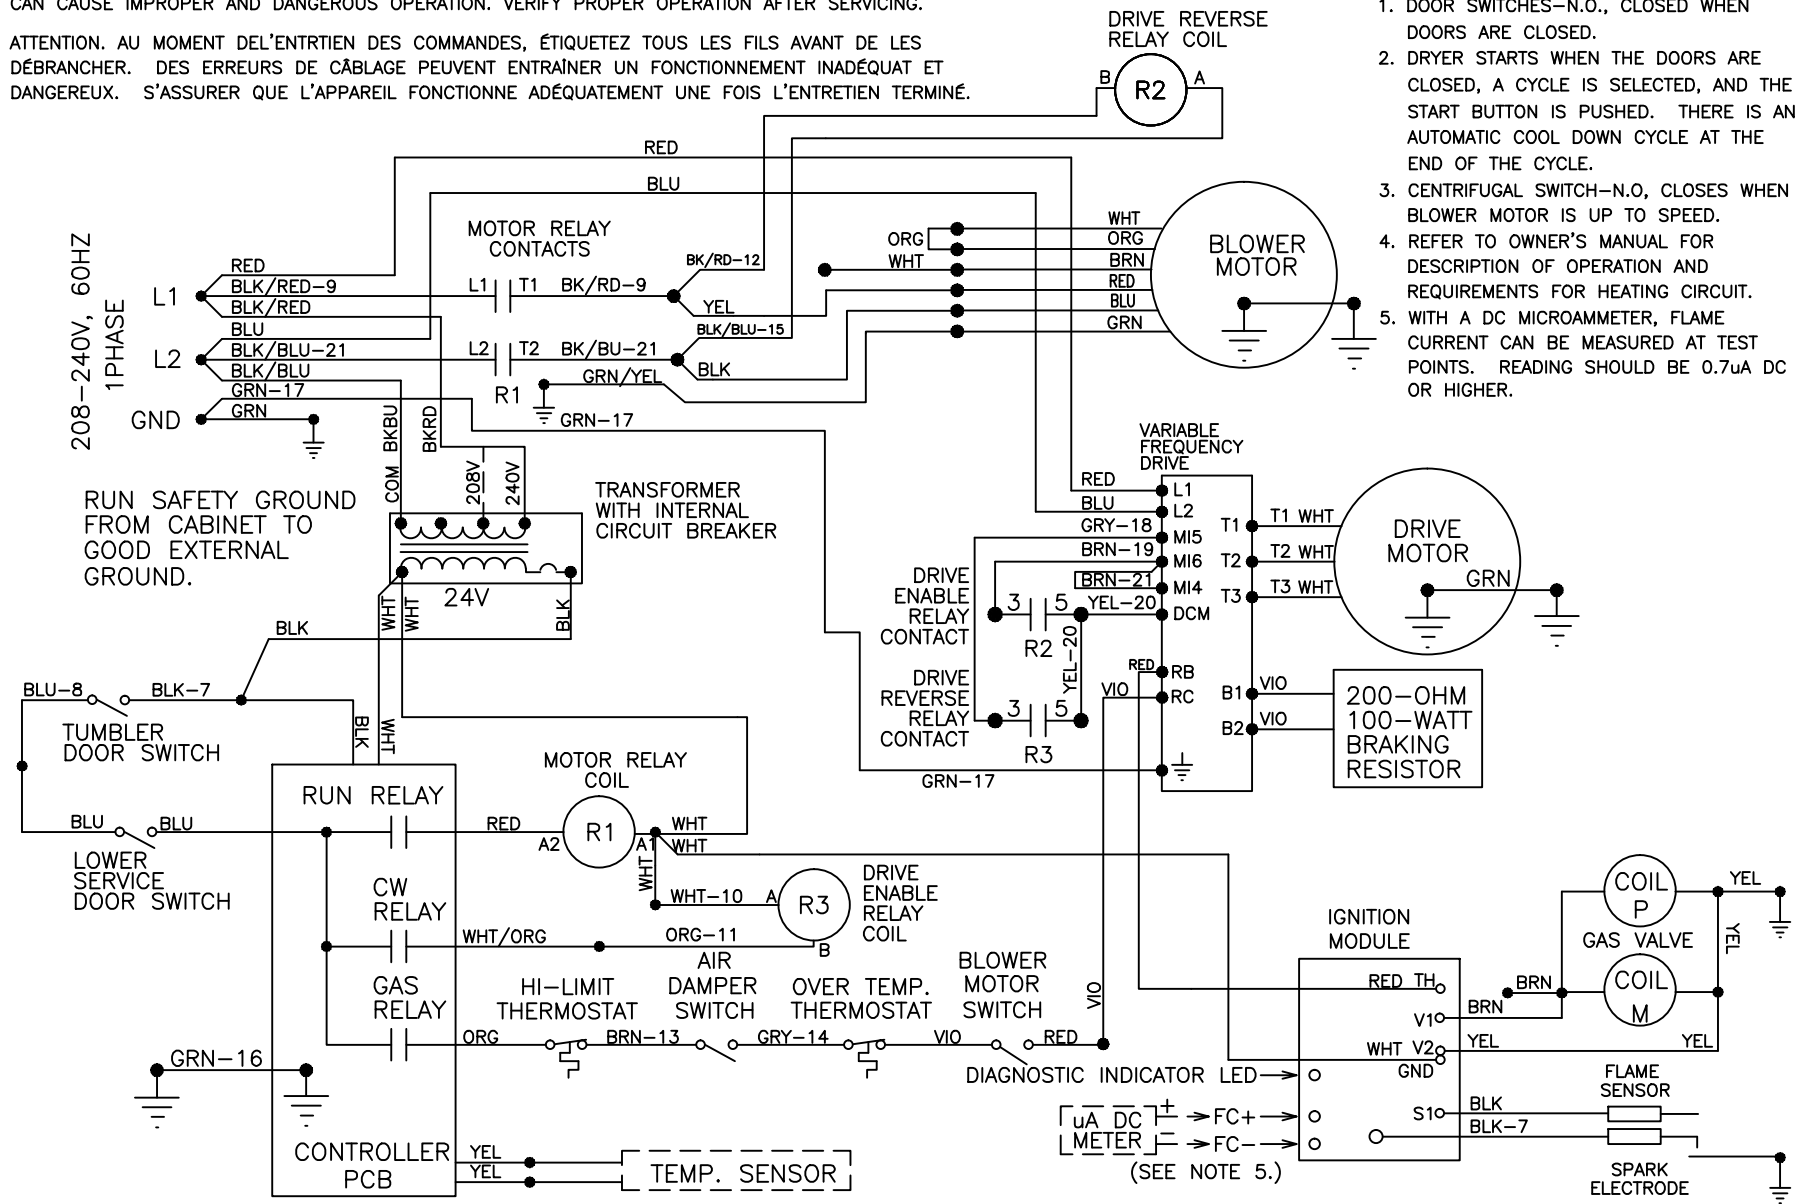 CAN CAUSE IMPROPER AND DANGEROUS OPERATION. VERIFY PROPER OPERATION AFTER SERVICING.
ATTENTION. AU MOMENT DEL'ENTRTIEN DES COMMANDES, ÉTIQUETEZ TOUS LES FILS AVANT DE LES
DÉBRANCHER. DES ERREURS DE CÂBLAGE PEUVENT ENTRAÎNER UN FONCTIONNEMENT INADÉQUAT ET
DANGEREUX. S'ASSURER QUE L'APPAREIL FONCTIONNE ADÉQUATEMENT UNE FOIS L'ENTRETIEN TERMINÉ.
1. DOOR SWITCHES-N.O., CLOSED WHEN
DOORS ARE CLOSED.
2. DRYER STARTS WHEN THE DOORS ARE
CLOSED, A CYCLE IS SELECTED, AND THE
START BUTTON IS PUSHED. THERE IS AN
AUTOMATIC COOL DOWN CYCLE AT THE
END OF THE CYCLE.
3. CENTRIFUGAL SWITCH-N.O, CLOSES WHEN
BLOWER MOTOR IS UP TO SPEED.
4. REFER TO OWNER'S MANUAL FOR
DESCRIPTION OF OPERATION AND
REQUIREMENTS FOR HEATING CIRCUIT.
5. WITH A DC MICROAMMETER, FLAME
CURRENT CAN BE MEASURED AT TEST
POINTS. READING SHOULD BE 0.7uA DC
OR HIGHER.
DRIVE REVERSE
RELAY COIL
B
R2
A
RED
BLU
208-240V, 60HZ
1PHASE
L1
RED
BLK/RED-9
BLK/RED
L2
BLU
BLK/BLU-21
BLK/BLU
GND
GRN-17
GRN
MOTOR RELAY
CONTACTS
L1 T1 BK/RD-9
BK/RD-12
YEL
L2 T2 BK/BU-21
BLK/BLU-15
BLK
R1
GRN/YEL
GRN-17
ORG
WHT
WHT
ORG
BRN
RED
BLU
GRN
BLOWER
MOTOR
RUN SAFETY GROUND
FROM CABINET TO
GOOD EXTERNAL
GROUND.
COM BKBU
BKRD
208V
240V
TRANSFORMER
WITH INTERNAL
CIRCUIT BREAKER
24V
WHT
WHT
BLK
BLK
VARIABLE
FREQUENCY
DRIVE
RED L1
BLU L2
GRY-18 MI5
BRN-19 MI6
BRN-21 MI4
YEL-20 DCM
RED RB
VIO RC
T1
T2
T3
B1
B2
T1 WHT
T2 WHT
T3 WHT
DRIVE
MOTOR
GRN
VIO
VIO
200-OHM
100-WATT
BRAKING
RESISTOR
DRIVE
ENABLE
RELAY
CONTACT
3 5
R2
YEL-20
DRIVE
REVERSE
RELAY
CONTACT
3 5
R3
GRN-17
BLU-8
BLK-7
TUMBLER
DOOR SWITCH
BLK
WHT
BLU
BLU
LOWER
SERVICE
DOOR SWITCH
RUN RELAY
RED
MOTOR RELAY
COIL
A2
R1
A1
WHT
WHT
WHT
WHT-10
A
R3
B
DRIVE
ENABLE
RELAY
COIL
CW
RELAY
WHT/ORG
ORG-11
GAS
RELAY
ORG
HI-LIMIT
THERMOSTAT
BRN-13
AIR
DAMPER
SWITCH
GRY-14
OVER TEMP.
THERMOSTAT
VIO
BLOWER
MOTOR
SWITCH
RED
VIO
GRN-16
CONTROLLER
PCB
YEL
YEL
TEMP. SENSOR
IGNITION
MODULE
RED TH
V1
WHT V2
GND
S1
BRN
BRN
YEL
YEL
COIL
P
GAS VALVE
COIL
M
YEL
YEL
DIAGNOSTIC INDICATOR LED
uA DC
METER
+
-
FC+
FC-
(SEE NOTE 5.)
BLK
BLK-7
FLAME
SENSOR
SPARK
ELECTRODE